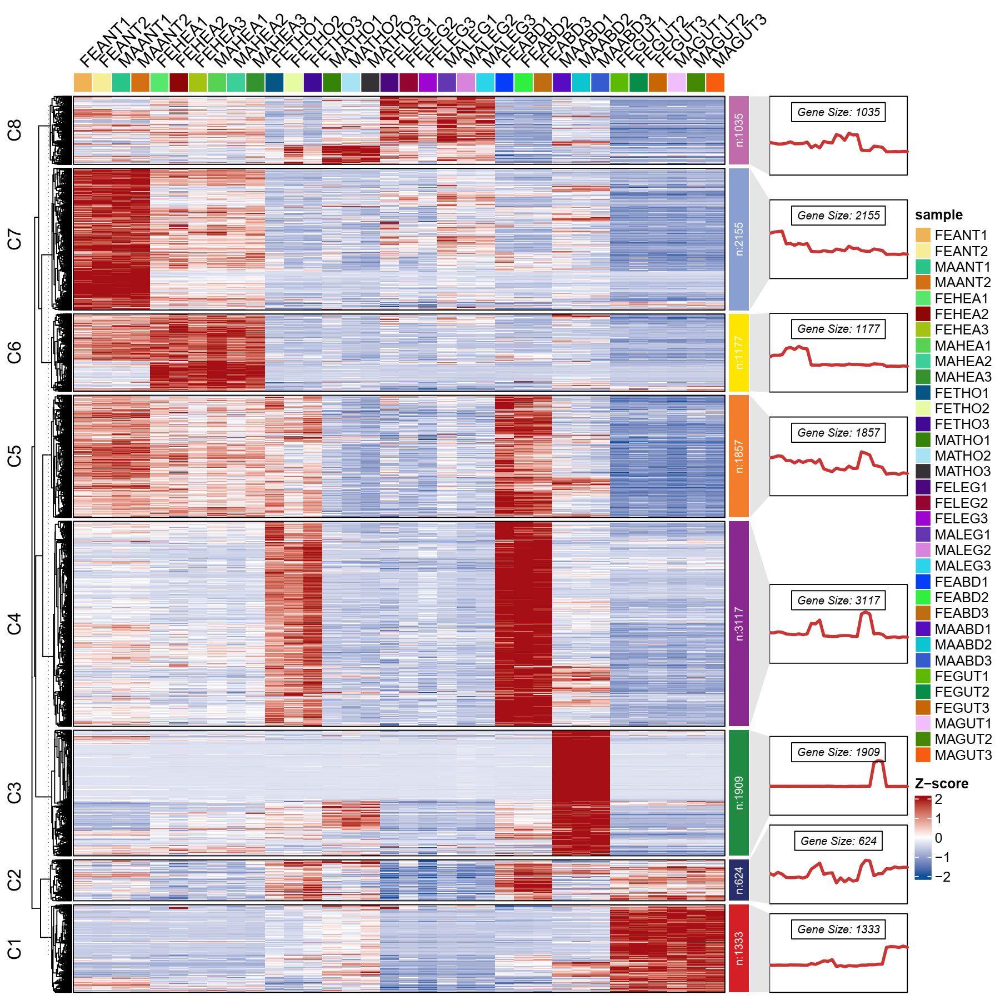 FEANT1
FEANT2
MAANT1
MAANT2
FEHEA1
FEHEA2
FEHEA3
MAHEA1
MAHEA2
MAHEA3
FETHO1
FETHO2
FETHO3
MATHO1
MATHO2
MATHO3
FELEG1
FELEG2
FELEG3
MALEG1
MALEG2
MALEG3
FEABD1
FEABD2
FEABD3
MAABD1
MAABD2
MAABD3
FEGUT1
FEGUT2
FEGUT3
MAGUT1
MAGUT2
MAGUT3
C8
n:1035
Gene Size: 1035
C7
n:2155
Gene Size: 2155
C6
n:1177
Gene Size: 1177
C5
n:1857
Gene Size: 1857
C4
n:3117
Gene Size: 3117
C3
n:1909
Gene Size: 1909
C2
n:624
Gene Size: 624
C1
n:1333
Gene Size: 1333
sample
FEANT1
FEANT2
MAANT1
MAANT2
FEHEA1
FEHEA2
FEHEA3
MAHEA1
MAHEA2
MAHEA3
FETHO1
FETHO2
FETHO3
MATHO1
MATHO2
MATHO3
FELEG1
FELEG2
FELEG3
MALEG1
MALEG2
MALEG3
FEABD1
FEABD2
FEABD3
MAABD1
MAABD2
MAABD3
FEGUT1
FEGUT2
FEGUT3
MAGUT1
MAGUT2
MAGUT3
Z−score
2
1
0
−1
−2